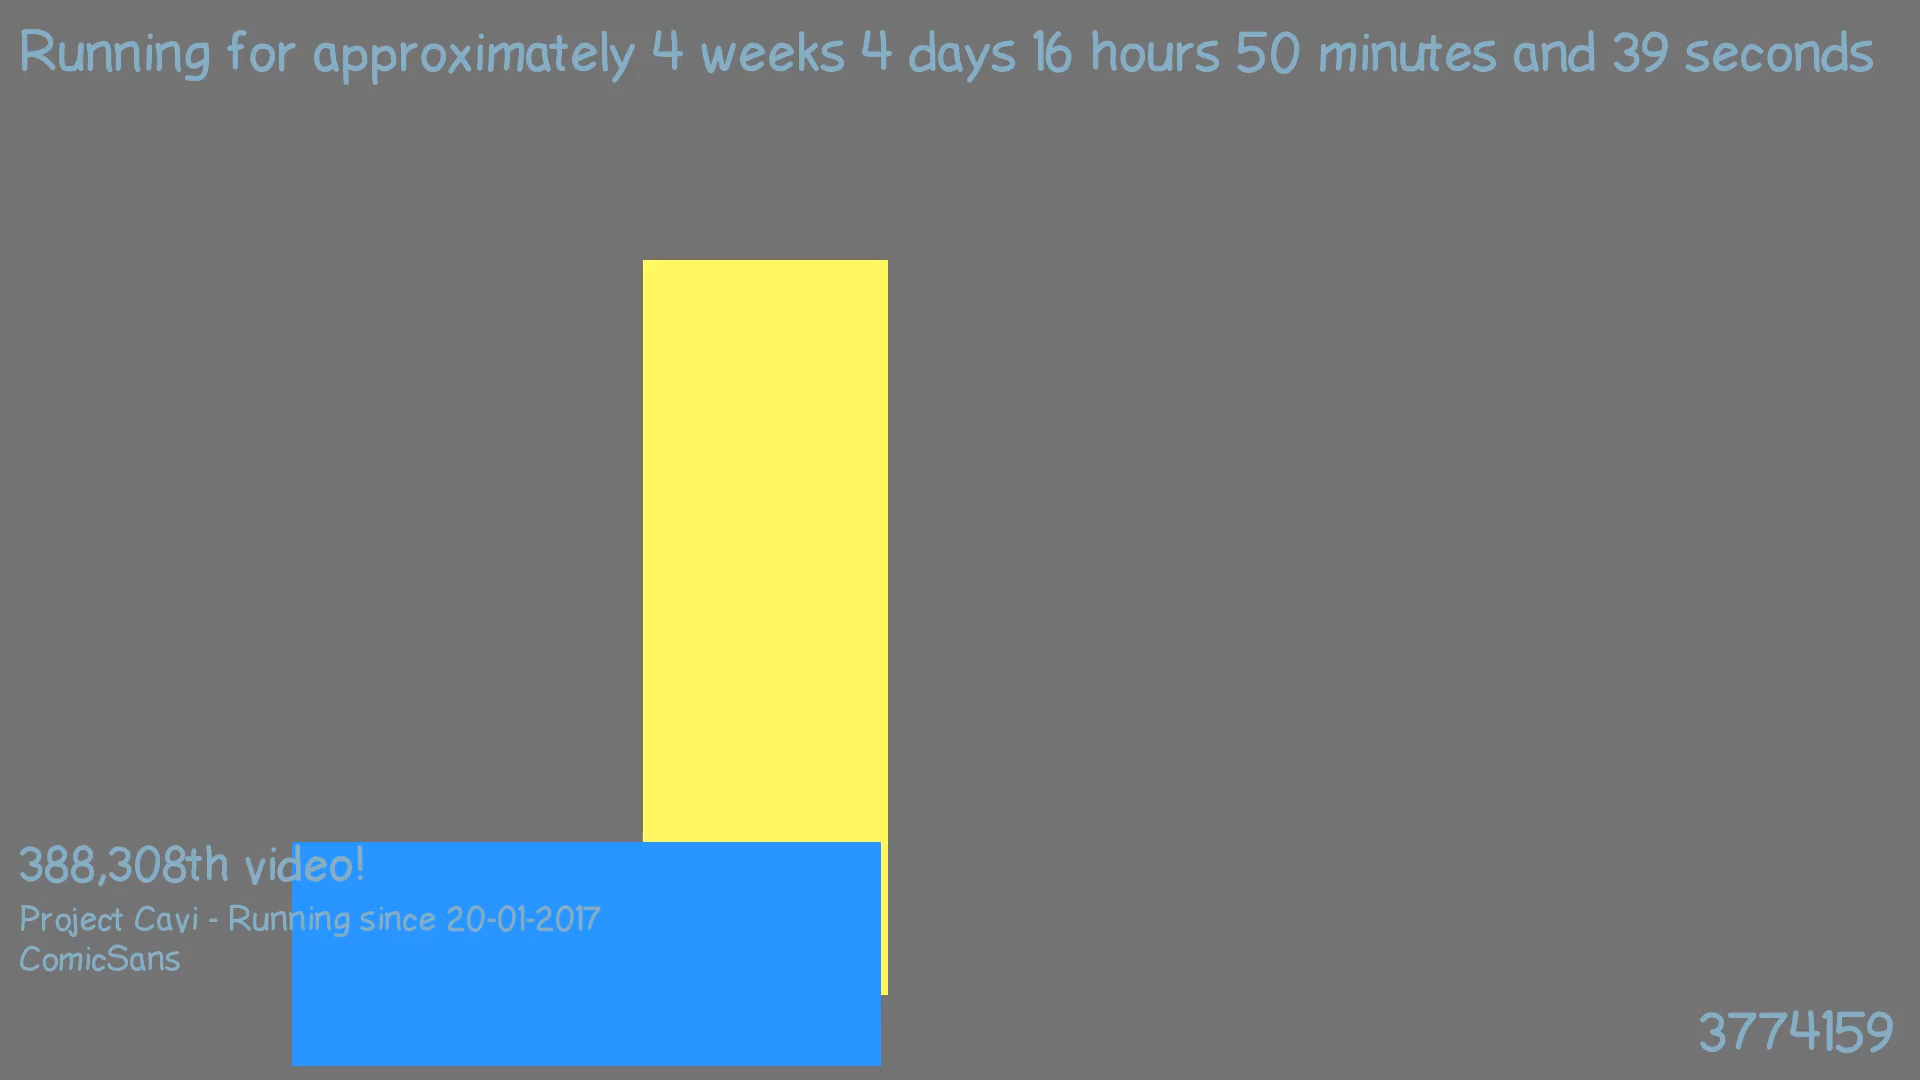 Running for approximately 4 weeks 4 days 16 hours 50 minutes and 39 seconds
388,308th video!
Project Cavi - Running since 20-01-2017
ComicSans
3774159